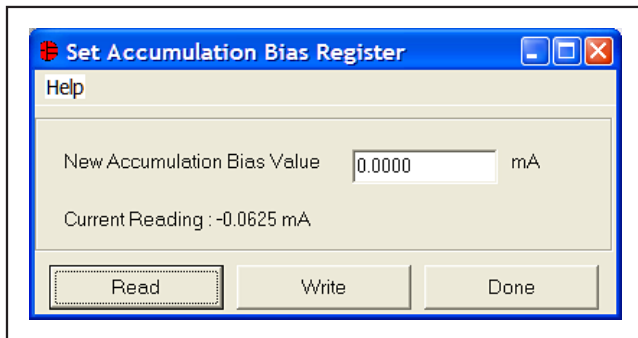 Set Accumulation Bias Register
Help
New Accumulation Bias Value 0.0000 mA
Current Reading : -0.0625 mA
Read Write Done